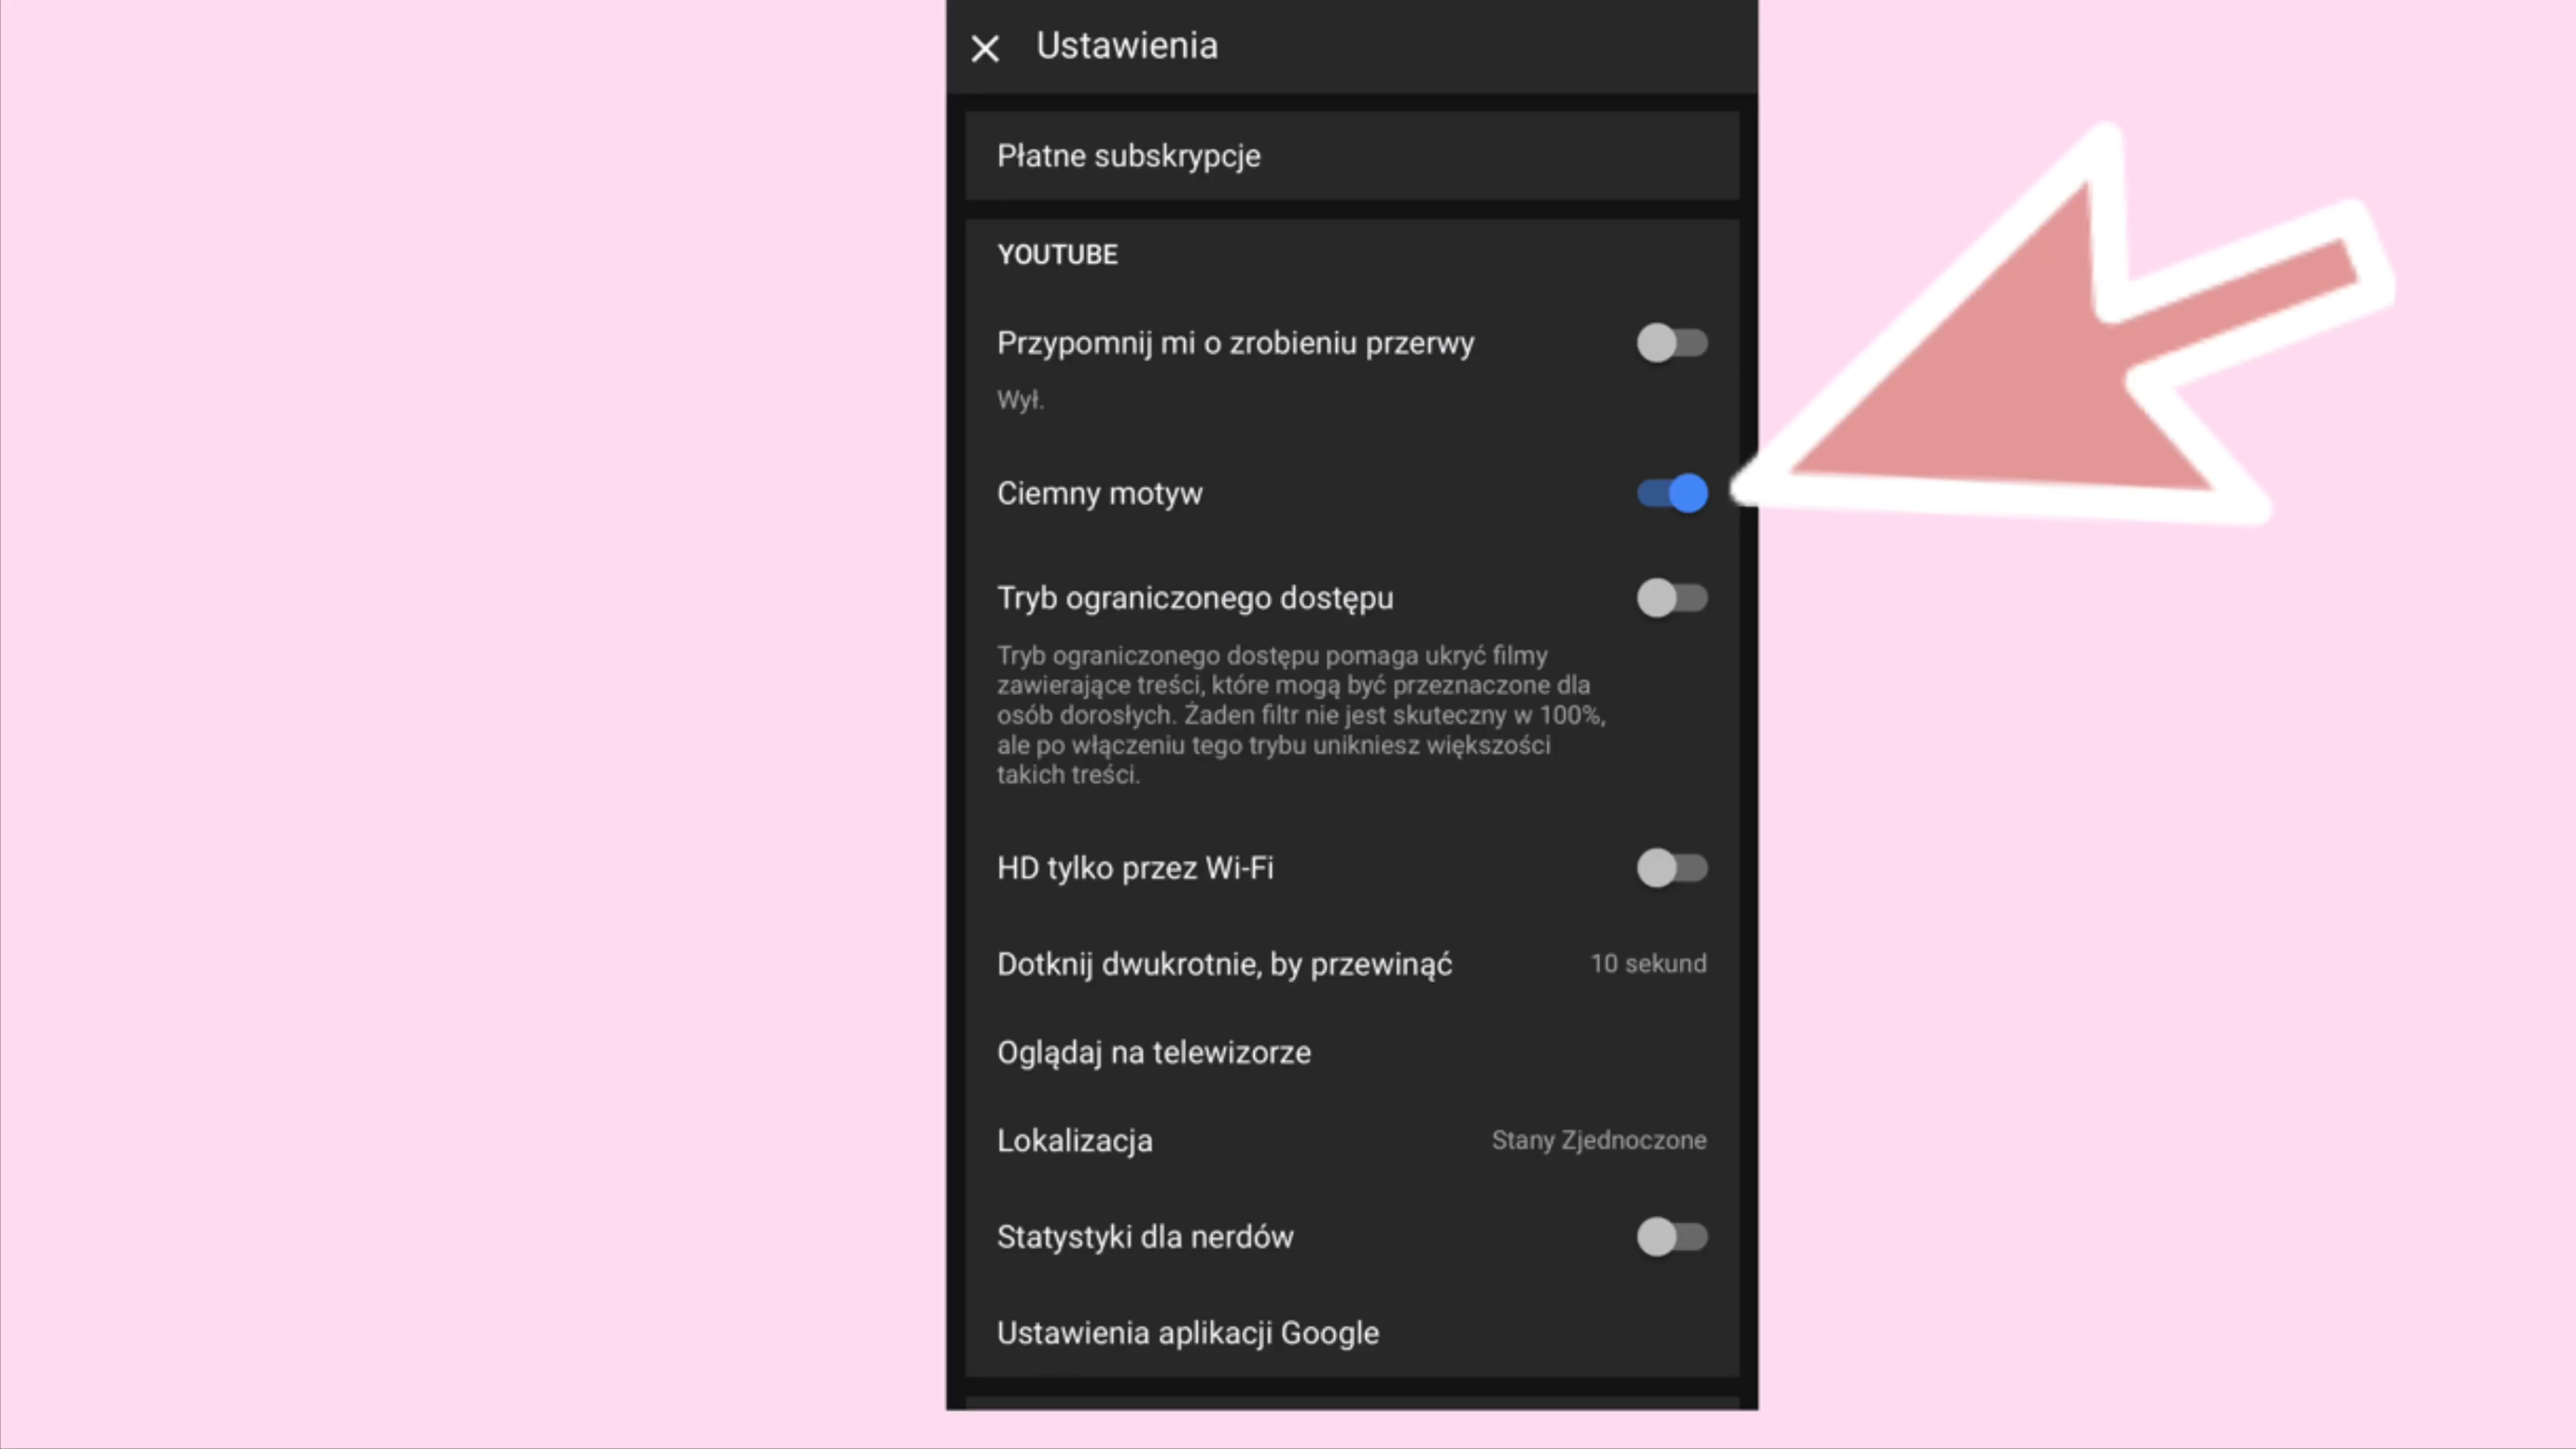 Ustawienia
Płatne subskrypcje
YOUTUBE
Przypomnij mi o zrobieniu przerwy
Wył.
Ciemny motyw
Tryb ograniczonego dostępu
Tryb ograniczonego dostępu pomaga ukryć filmy
zawierające treści, które mogą być przeznaczone dla
osób dorosłych. Żaden filtr nie jest skuteczny w 100%,
ale po włączeniu tego trybu unikniesz większości
takich treści.
HD tylko przez Wi-Fi
Dotknij dwukrotnie, by przewinąć 10 sekund
Oglądaj na telewizorze
Lokalizacja Stany Zjednoczone
Statystyki dla nerdów
Ustawienia aplikacji Google